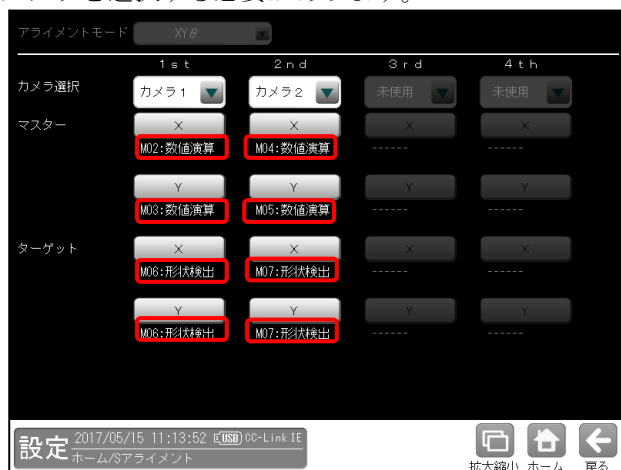 アライメントモード XYθ
1st 2nd 3rd 4th
カメラ選択 カメラ1 カメラ2 未使用 未使用
マスター X X X X
M02:数値演算 M04:数値演算 ------ ------
Y Y Y Y
M03:数値演算 M05:数値演算 ------ ------
ターゲット X X X X
M06:形状検出 M07:形状検出 ------ ------
Y Y Y Y
M06:形状検出 M07:形状検出 ------ ------
設定 2017/05/15 11:13:52 USB CC-Link IE
ホーム/Sアライメント
拡大縮小 ホーム 戻る